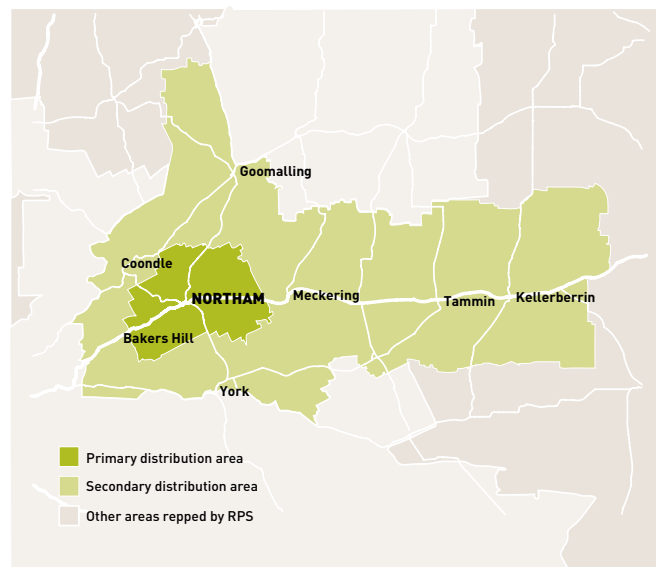 Goomalling
Coondle
NORTHAM
Meckering
Tammin
Kellerberrin
Bakers Hill
York
Primary distribution area
Secondary distribution area
Other areas repped by RPS